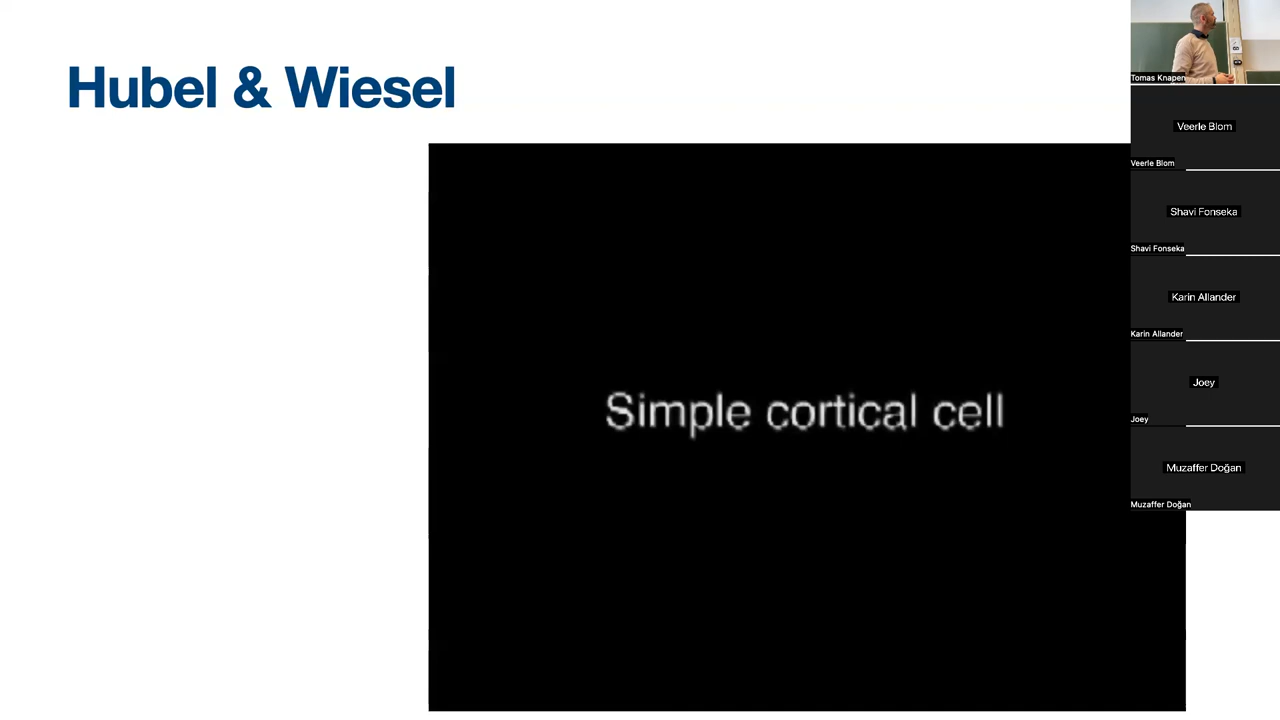 Hubel & Wiesel
Simple cortical cell
Tomas Knapen
Veerle Blom
Veerle Blom
Shavi Fonseka
Shavi Fonseka
Karin Allander
Karin Allander
Joey
Joey
Muzaffer Doğan
Muzaffer Doğan